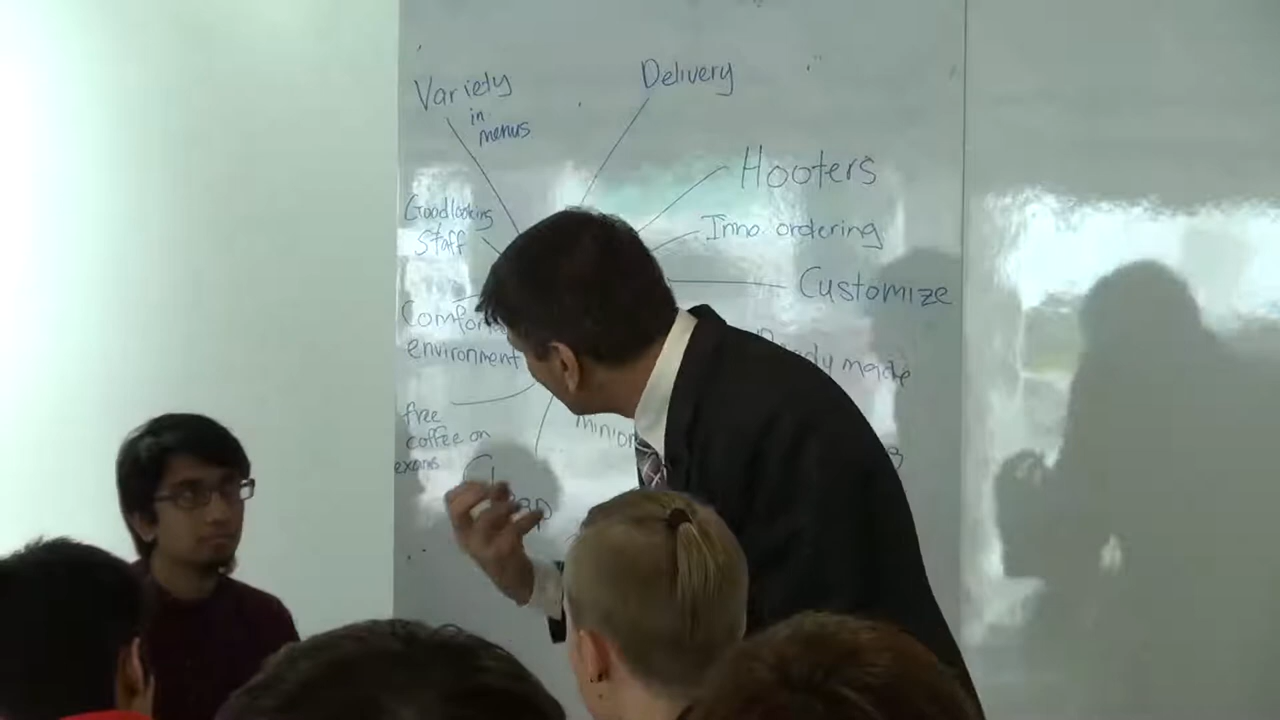 Variety
in
menus
Delivery
Hooters
Goodlooking
Staff
Inno. ordering
Customize
environment
made
free
coffee on
exams